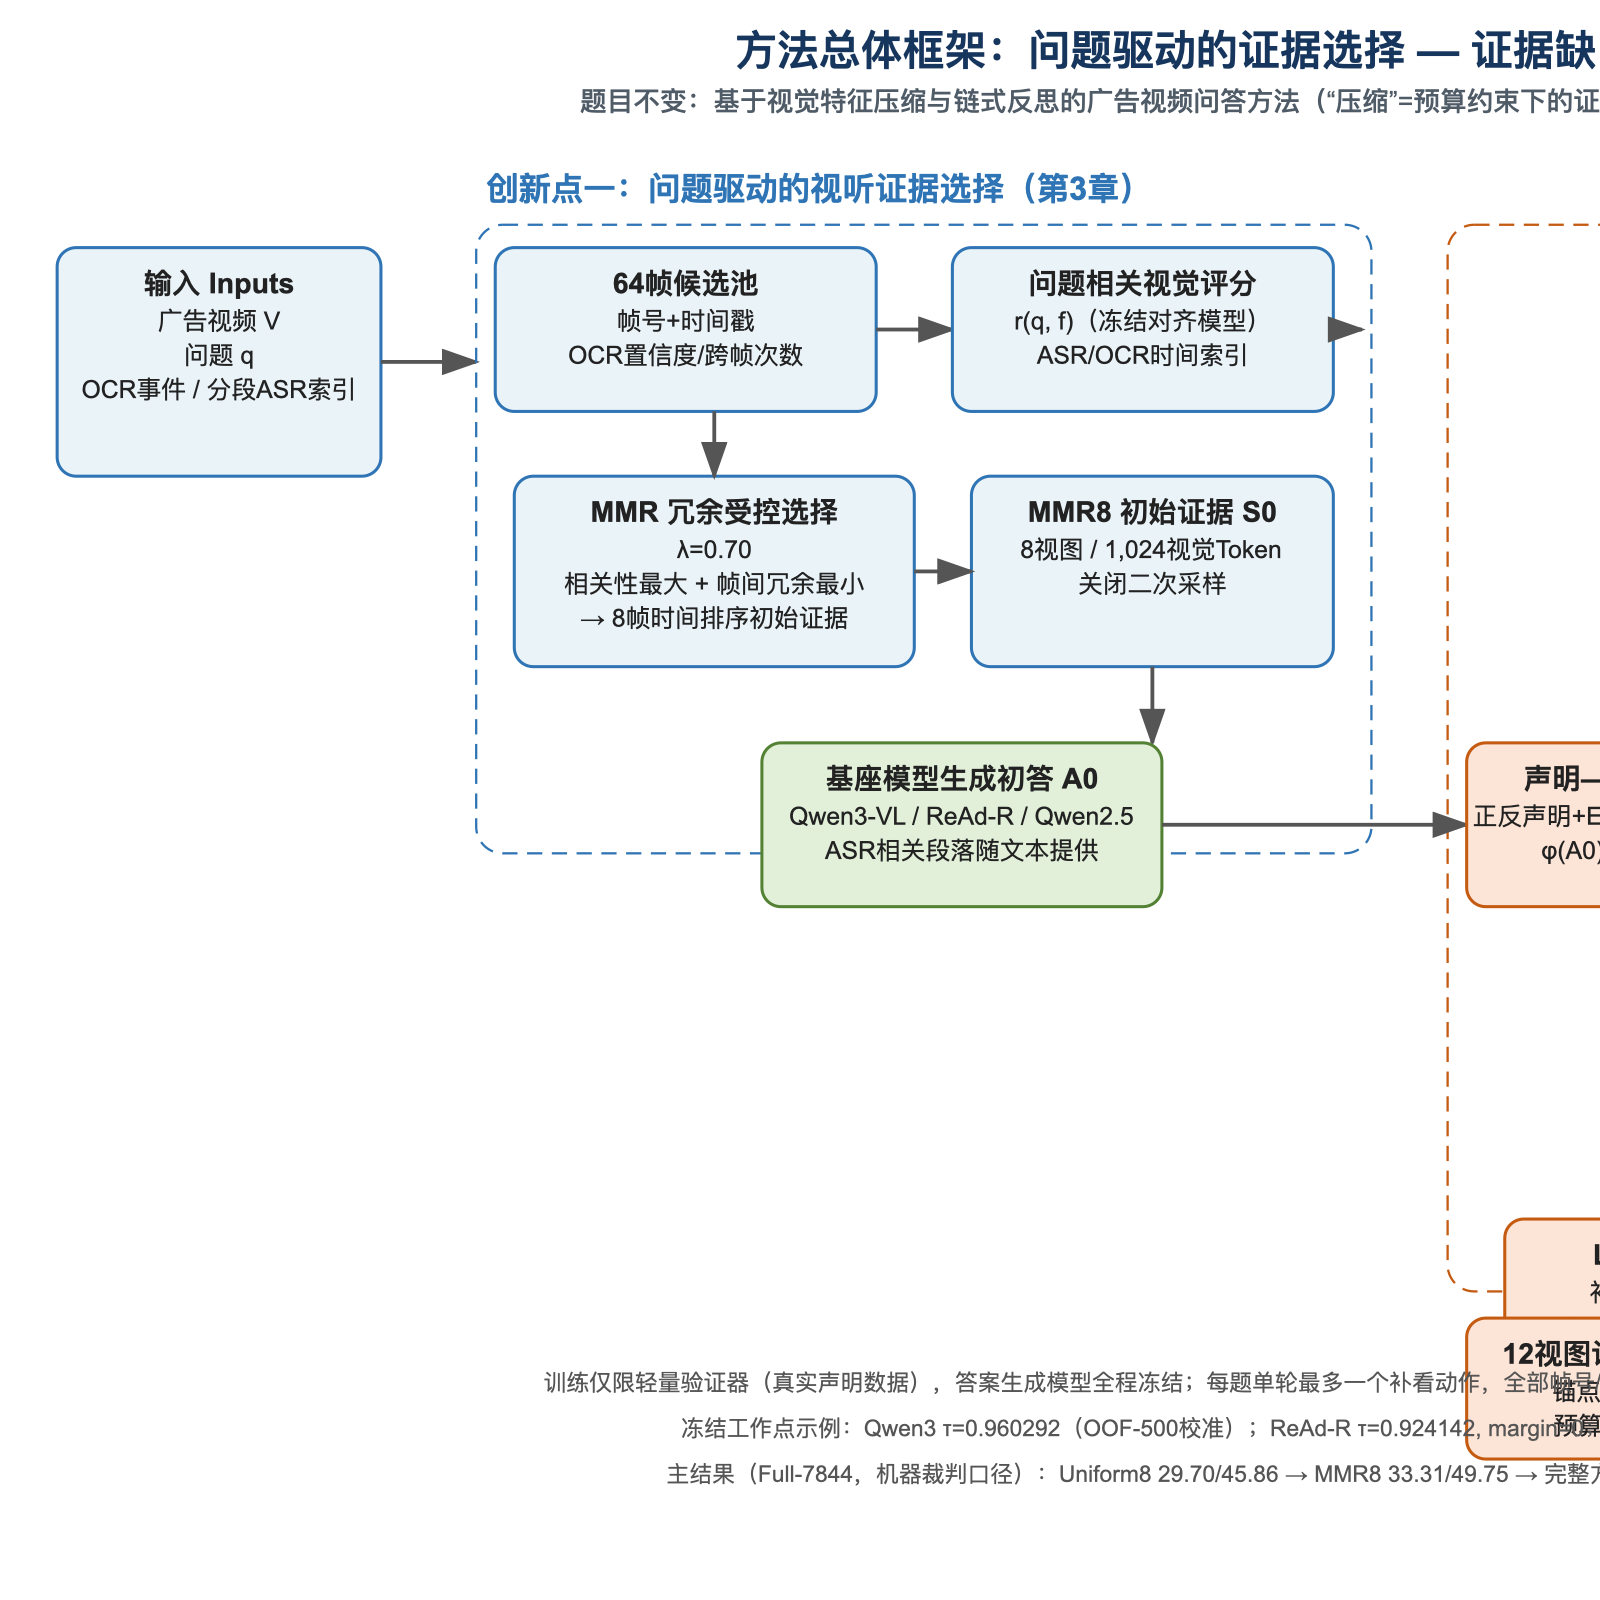 方法总体框架：问题驱动的证据选择 — 证据缺
题目不变：基于视觉特征压缩与链式反思的广告视频问答方法（“压缩”=预算约束下的证
创新点一：问题驱动的视听证据选择（第3章）
输入 Inputs
广告视频 V
问题 q
OCR事件 / 分段ASR索引
64帧候选池
帧号+时间戳
OCR置信度/跨帧次数
问题相关视觉评分
r(q, f)（冻结对齐模型）
ASR/OCR时间索引
MMR 冗余受控选择
λ=0.70
相关性最大 + 帧间冗余最小
→ 8帧时间排序初始证据
MMR8 初始证据 S0
8视图 / 1,024视觉Token
关闭二次采样
基座模型生成初答 A0
Qwen3-VL / ReAd-R / Qwen2.5
ASR相关段落随文本提供
声明—
正反声明+E
φ(A0)
12视图
锚点
预算
训练仅限轻量验证器（真实声明数据），答案生成模型全程冻结；每题单轮最多一个补看动作，全部帧号/
冻结工作点示例：Qwen3 τ=0.960292（OOF-500校准）；ReAd-R τ=0.924142, margin=0
主结果（Full-7844，机器裁判口径）：Uniform8 29.70/45.86 → MMR8 33.31/49.75 → 完整